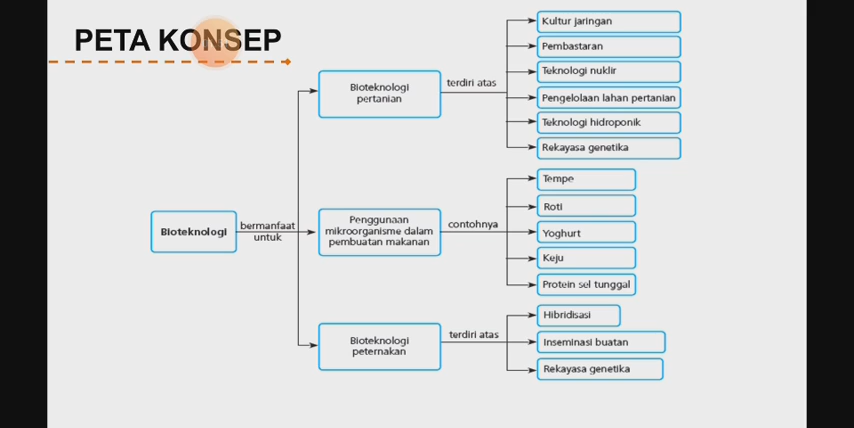 PETA KONSEP
Bioteknologi
bermanfaat
untuk
Bioteknologi
pertanian
terdiri atas
Kultur jaringan
Pembastaran
Teknologi nuklir
Pengelolaan lahan pertanian
Teknologi hidroponik
Rekayasa genetika
Penggunaan
mikroorganisme dalam
pembuatan makanan
contohnya
Tempe
Roti
Yoghurt
Keju
Protein sel tunggal
Bioteknologi
peternakan
terdiri atas
Hibridisasi
Inseminasi buatan
Rekayasa genetika